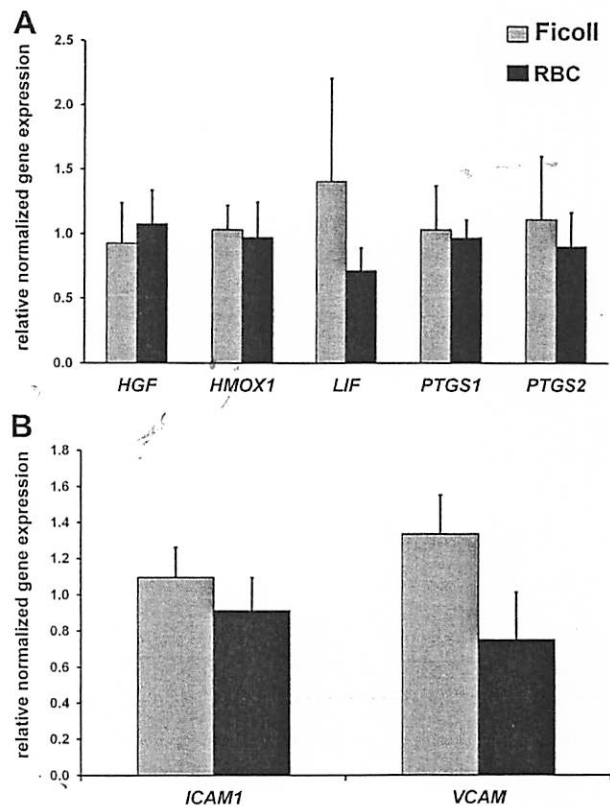 A
Ficoll
RBC
relative normalized gene expression
2.5
2.0
1.5
1.0
0.5
0.0
HGF HMOX1 LIF PTGS1 PTGS2
B
relative normalized gene expression
1.8
1.6
1.4
1.2
1.0
0.8
0.6
0.4
0.2
0.0
ICAM1 VCAM